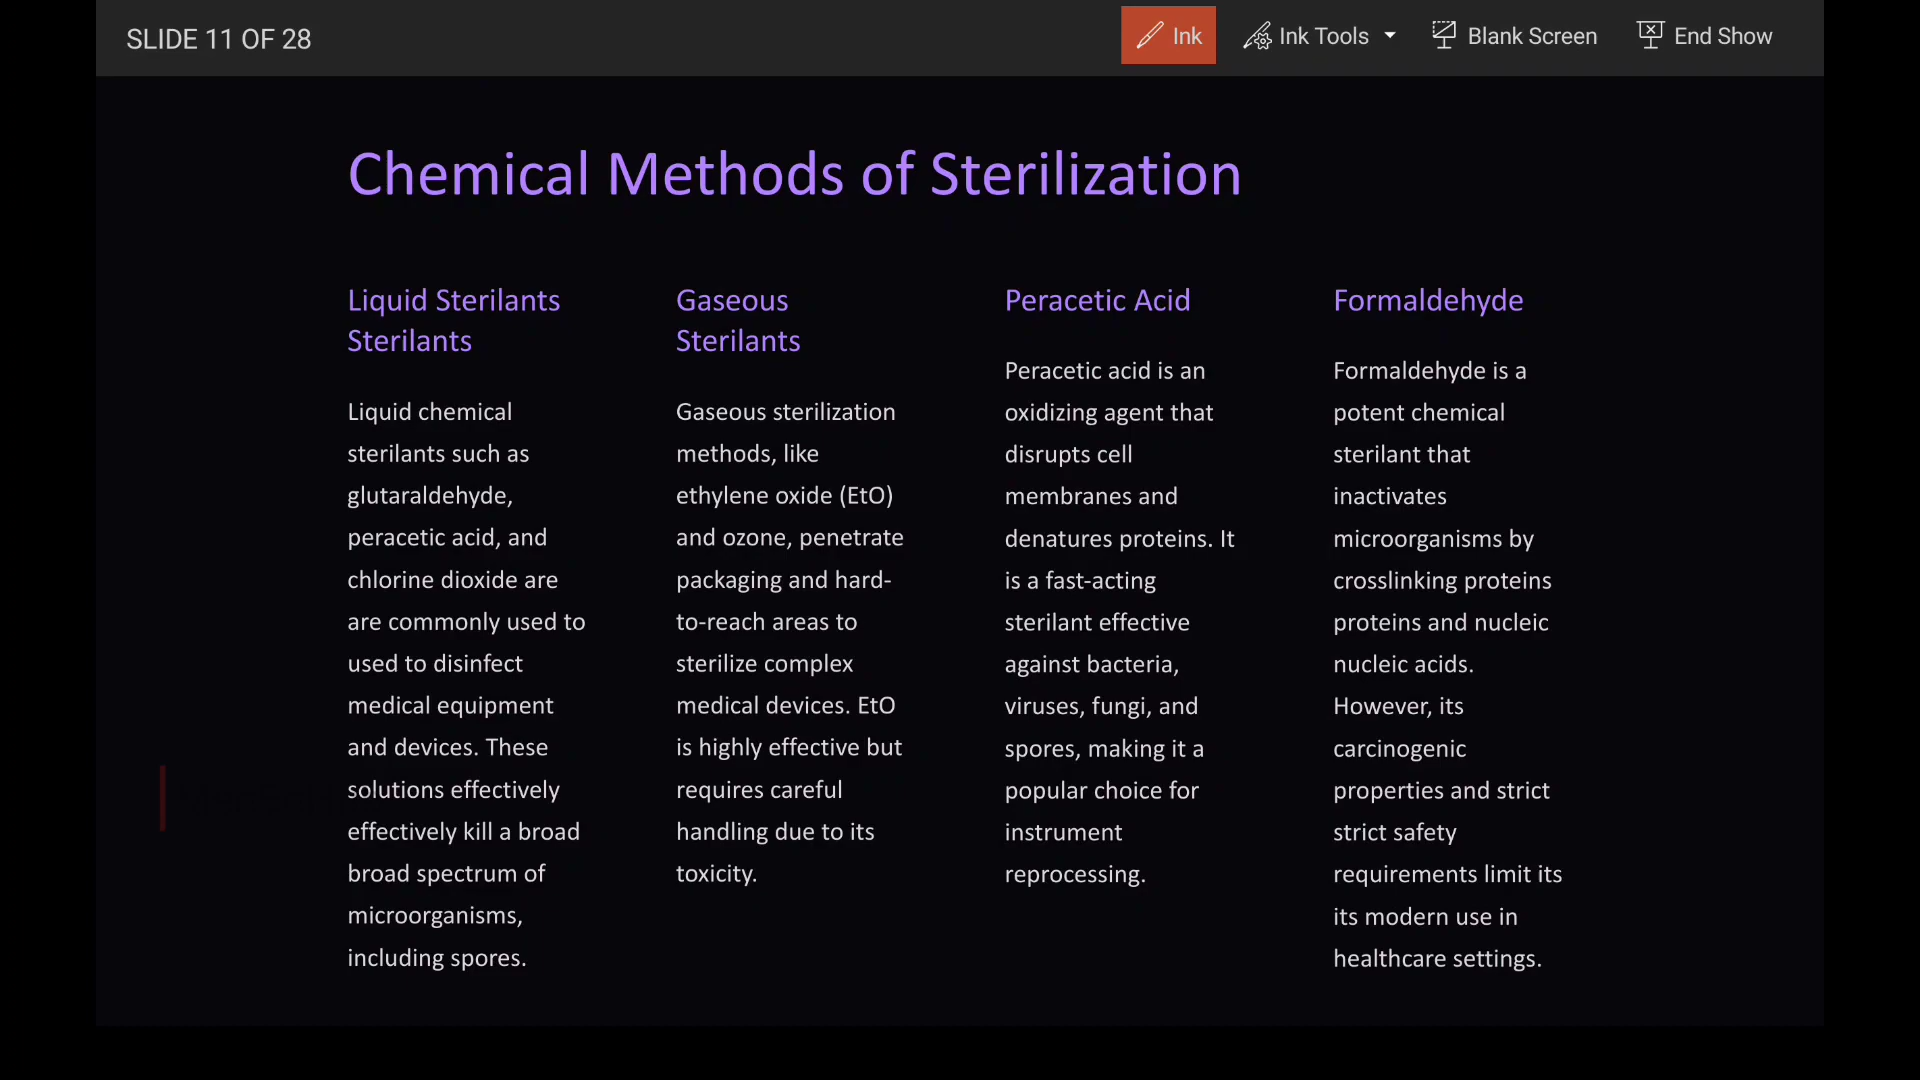 SLIDE 11 OF 28
Ink
Ink Tools
Blank Screen
End Show
Chemical Methods of Sterilization
Liquid Sterilants
Sterilants
Liquid chemical
sterilants such as
glutaraldehyde,
peracetic acid, and
chlorine dioxide are
are commonly used to
used to disinfect
medical equipment
and devices. These
solutions effectively
effectively kill a broad
broad spectrum of
microorganisms,
including spores.
Gaseous
Sterilants
Gaseous sterilization
methods, like
ethylene oxide (EtO)
and ozone, penetrate
packaging and hard-
to-reach areas to
sterilize complex
medical devices. EtO
is highly effective but
requires careful
handling due to its
toxicity.
Peracetic Acid
Peracetic acid is an
oxidizing agent that
disrupts cell
membranes and
denatures proteins. It
is a fast-acting
sterilant effective
against bacteria,
viruses, fungi, and
spores, making it a
popular choice for
instrument
reprocessing.
Formaldehyde
Formaldehyde is a
potent chemical
sterilant that
inactivates
microorganisms by
crosslinking proteins
proteins and nucleic
nucleic acids.
However, its
carcinogenic
properties and strict
strict safety
requirements limit its
its modern use in
healthcare settings.